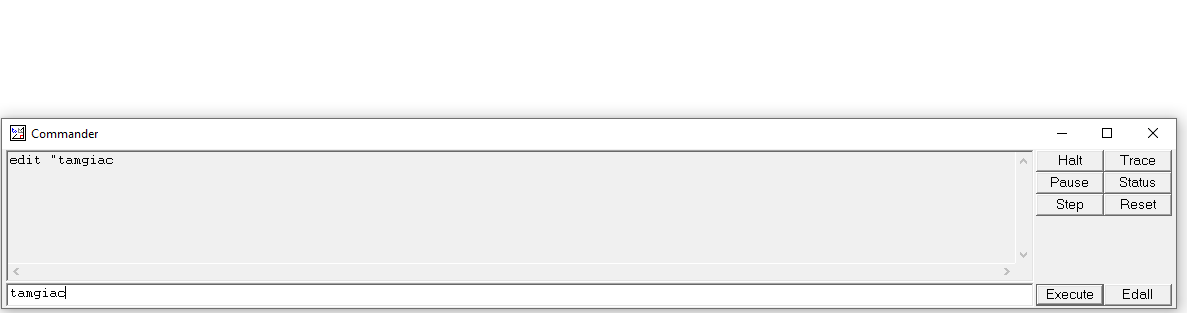 Commander
edit "tamgiac
Halt Trace
Pause Status
Step Reset
tamgiac
Execute Edall